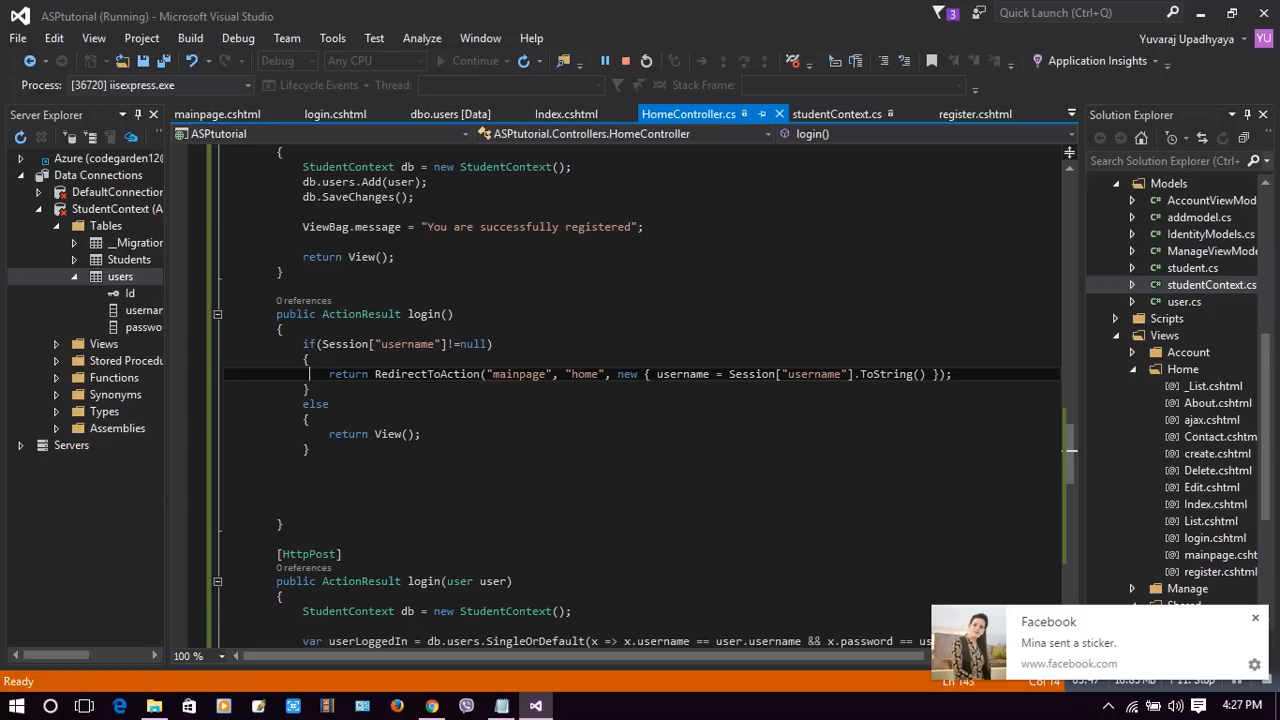 ASPtutorial (Running) - Microsoft Visual Studio
3
Quick Launch (Ctrl+Q)
File Edit View Project Build Debug Team Tools Test Analyze Window Help
Yuvaraj Upadhyaya
YU
Debug Any CPU Continue
Application Insights
Process: [36720] iisexpress.exe Lifecycle Events Thread: Stack Frame:
Server Explorer
Azure (codegarden12@
Data Connections
DefaultConnection
StudentContext (A
Tables
__Migration
Students
users
Id
usernam
passwo
Views
Stored Procedu
Functions
Synonyms
Types
Assemblies
Servers
mainpage.cshtml login.cshtml dbo.users [Data] Index.cshtml HomeController.cs studentContext.cs register.cshtml
ASPtutorial ASPtutorial.Controllers.HomeController login()
{
StudentContext db = new StudentContext();
db.users.Add(user);
db.SaveChanges();
ViewBag.message = "You are successfully registered";
return View();
}
0 references
public ActionResult login()
{
if(Session["username"]!=null)
{
return RedirectToAction("mainpage", "home", new { username = Session["username"].ToString() });
}
else
{
return View();
}
}
[HttpPost]
0 references
public ActionResult login(user user)
{
StudentContext db = new StudentContext();
var userLoggedIn = db.users.SingleOrDefault(x => x.username == user.username && x.password == us
100 %
Solution Explorer
Search Solution Explorer (Ctrl+
Models
AccountViewMod
addmodel.cs
IdentityModels.cs
ManageViewMod
student.cs
studentContext.cs
user.cs
Scripts
Views
Account
Home
_List.cshtml
About.cshtml
ajax.cshtml
Contact.cshtml
create.cshtml
Delete.cshtml
Edit.cshtml
Index.cshtml
List.cshtml
login.cshtml
mainpage.csht
register.cshtml
Manage
Facebook
Mina sent a sticker.
www.facebook.com
Ready
4:27 PM